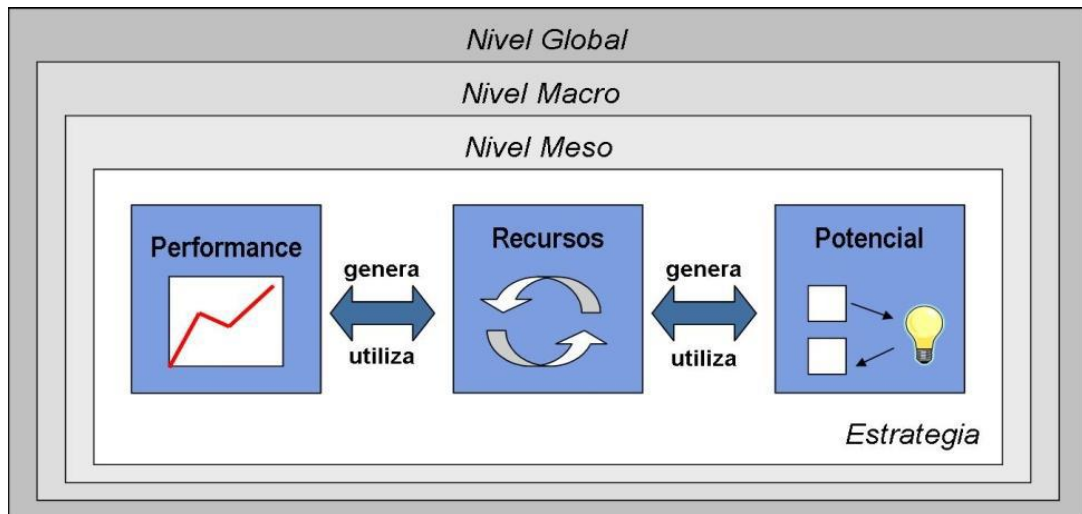 Nivel Global
Nivel Macro
Nivel Meso
Performance
genera
utiliza
Recursos
genera
utiliza
Potencial
Estrategia